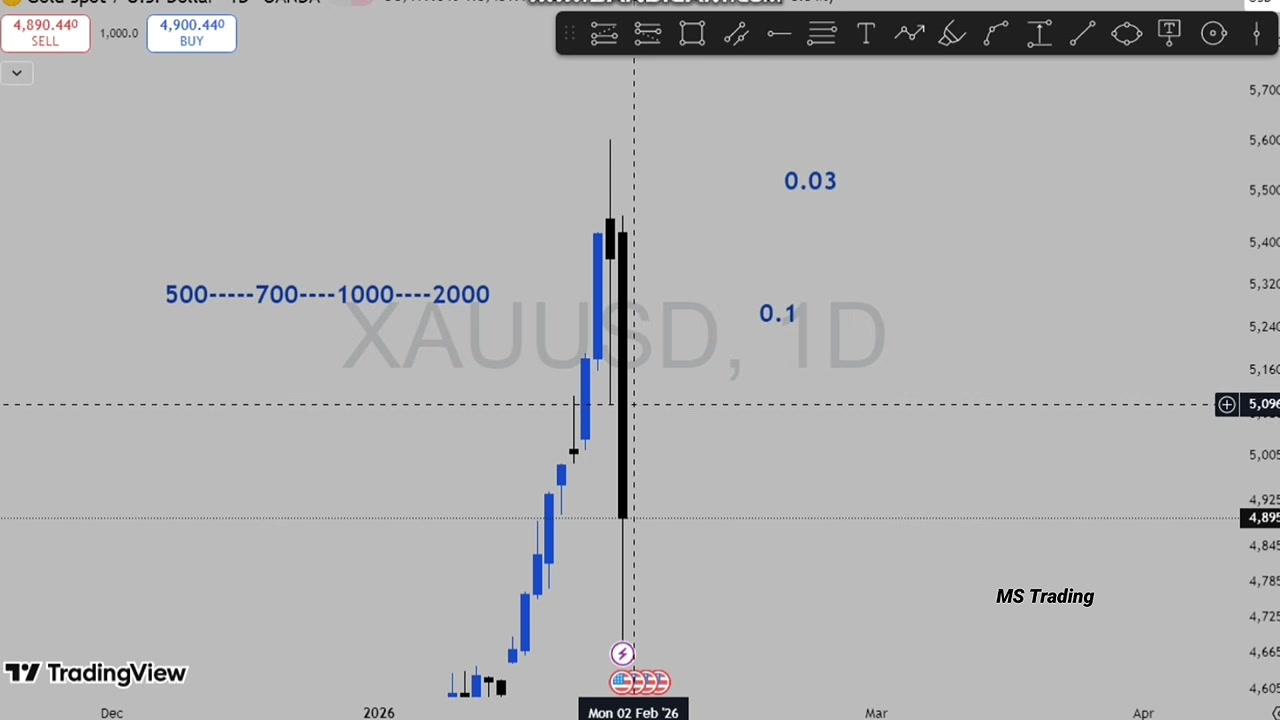 4,890.440
SELL
1,000.0
4,900.440
BUY
5,700
5,600
0.03
5,500
5,400
5,320
500-----700----1000----2000
0.1
XAUUSD, 1D
5,240
5,160
5,096
5,005
4,925
4,895
4,845
4,785
MS Trading
4,725
4,665
TradingView
4,605
Dec
2026
Mon 02 Feb '26
Mar
Apr